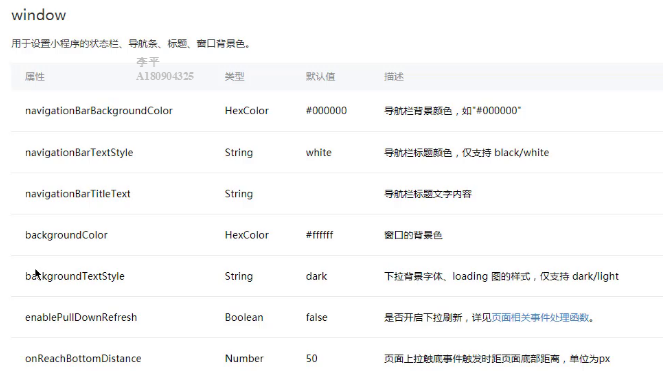 window
用于设置小程序的状态栏、导航条、标题、窗口背景色。
李平
A180904325
属性 类型 默认值 描述
navigationBarBackgroundColor HexColor #000000 导航栏背景颜色，如"#000000"
navigationBarTextStyle String white 导航栏标题颜色，仅支持 black/white
navigationBarTitleText String 导航栏标题文字内容
backgroundColor HexColor #ffffff 窗口的背景色
backgroundTextStyle String dark 下拉背景字体、loading 图的样式，仅支持 dark/light
enablePullDownRefresh Boolean false 是否开启下拉刷新，详见页面相关事件处理函数。
onReachBottomDistance Number 50 页面上拉触底事件触发时距页面底部距离，单位为px